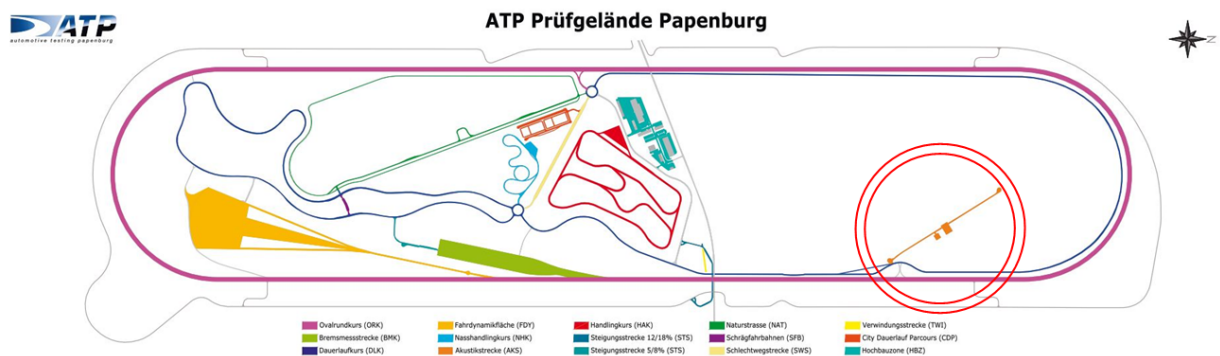 ATP
automotive testing papenburg
ATP Prüfgelände Papenburg
N
Ovalrundkurs (ORK)
Bremsmessstrecke (BMK)
Dauerlaufkurs (DLK)
Fahrdynamikfläche (FDY)
Nasshandlingkurs (NHK)
Akustikstrecke (AKS)
Handlingkurs (HAK)
Steigungsstrecke 12/18% (STS)
Steigungsstrecke 5/8% (STS)
Naturstrasse (NAT)
Schrägfahrbahnen (SFB)
Schlechtwegstrecke (SWS)
Verwindungsstrecke (TWI)
City Dauerlauf Parcours (CDP)
Hochbauzone (HBZ)